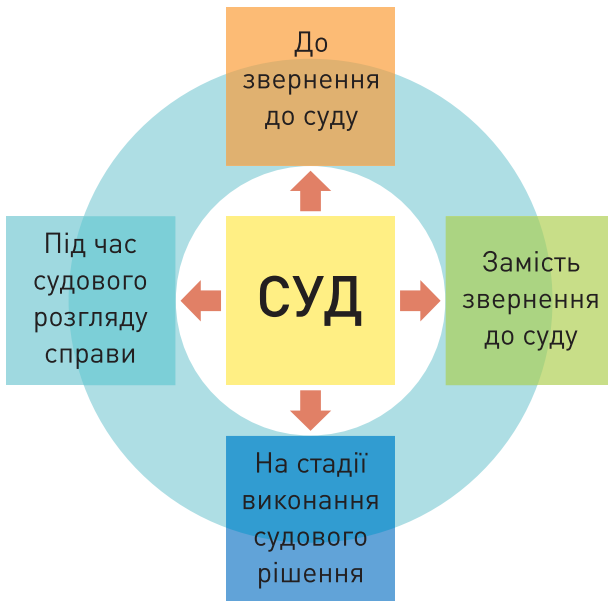 До
звернення
до суду
Під час
судового
розгляду
справи
СУД
Замість
звернення
до суду
На стадії
виконання
судового
рішення